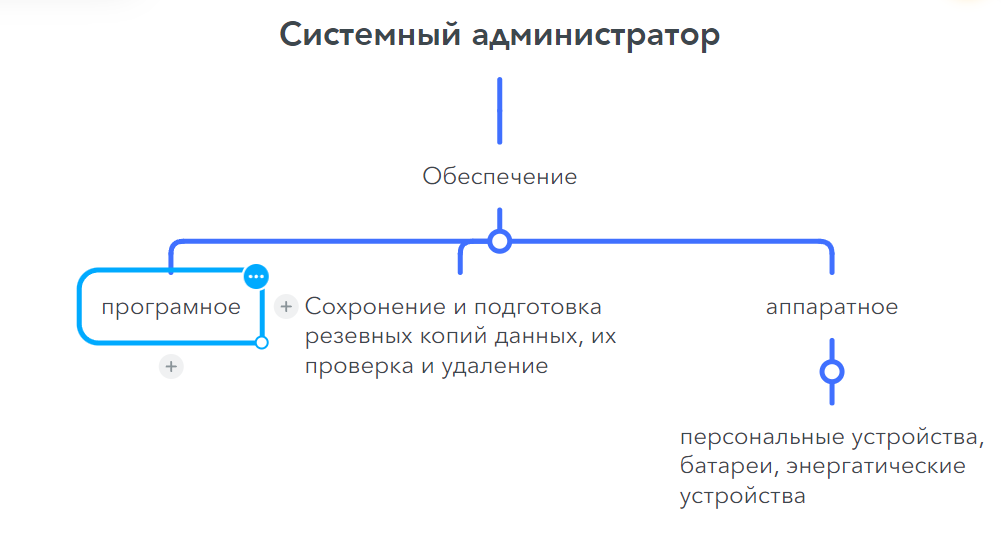 Системный администратор
Обеспечение
програмное
Сохронение и подготовка
резевных копий данных, их
проверка и удаление
аппаратное
персональные устройства,
батареи, энергатические
устройства